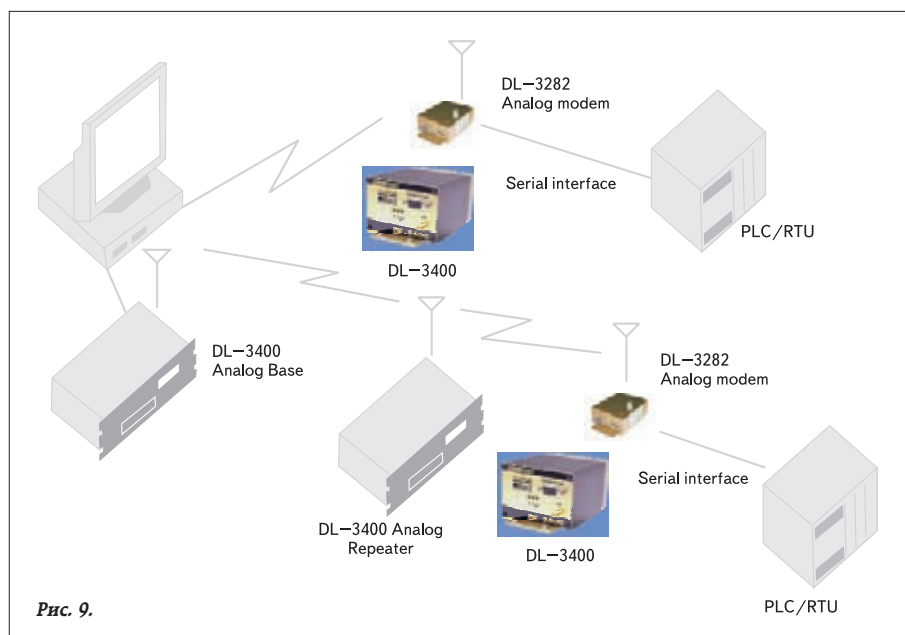 DL—3282
Analog modem
Serial interface
PLC/RTU
DL—3400
DL—3400
Analog Base
DL—3282
Analog modem
Serial interface
DL—3400 Analog
Repeater
DL—3400
PLC/RTU
Рис. 9.